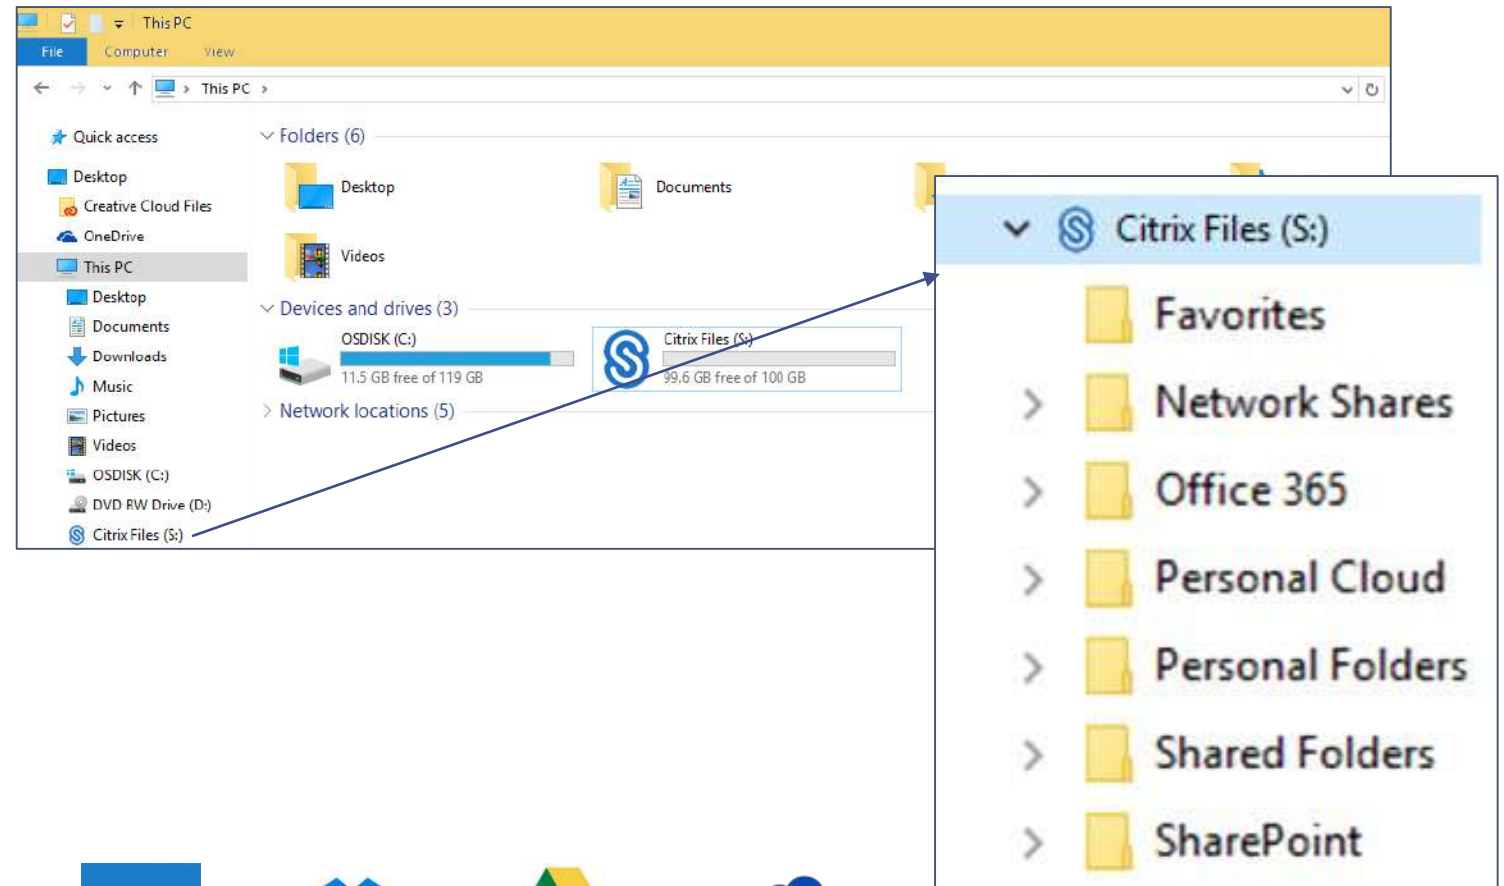 This PC
File Computer View
This PC
Quick access
Desktop
Creative Cloud Files
OneDrive
This PC
Desktop
Documents
Downloads
Music
Pictures
Videos
OSDISK (C:)
DVD RW Drive (D:)
Citrix Files (S:)
Folders (6)
Desktop
Documents
Videos
Devices and drives (3)
OSDISK (C:)
11.5 GB free of 119 GB
Citrix Files (S:)
99.6 GB free of 100 GB
Network locations (5)
Citrix Files (S:)
Favorites
Network Shares
Office 365
Personal Cloud
Personal Folders
Shared Folders
SharePoint